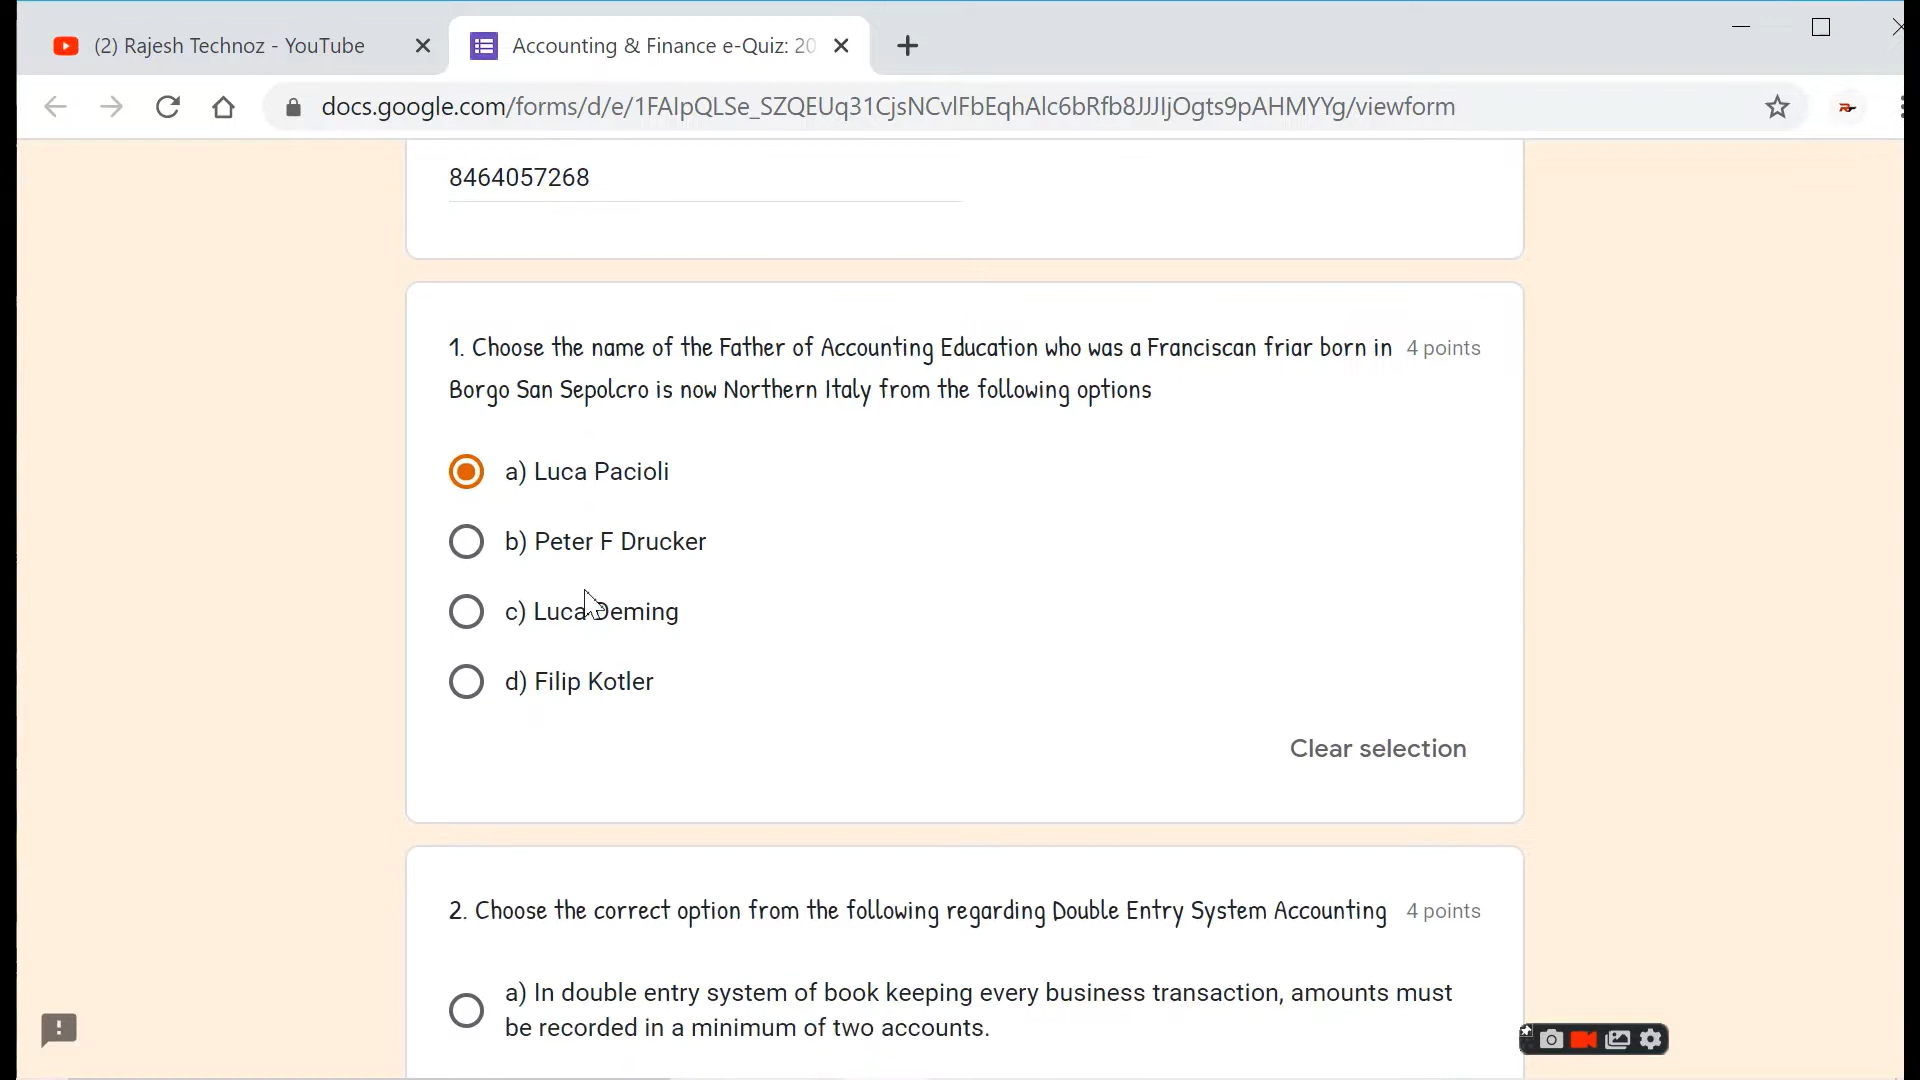 (2) Rajesh Technoz - YouTube
Accounting & Finance e-Quiz: 20
docs.google.com/forms/d/e/1FAIpQLSe_SZQEUq31CjsNCvlFbEqhAlc6bRfb8JJJIjOgts9pAHMYYg/viewform
8464057268
1. Choose the name of the Father of Accounting Education who was a Franciscan friar born in 4 points
Borgo San Sepolcro is now Northern Italy from the following options
a) Luca Pacioli
b) Peter F Drucker
c) Luca Deming
d) Filip Kotler
Clear selection
2. Choose the correct option from the following regarding Double Entry System Accounting 4 points
a) In double entry system of book keeping every business transaction, amounts must
be recorded in a minimum of two accounts.